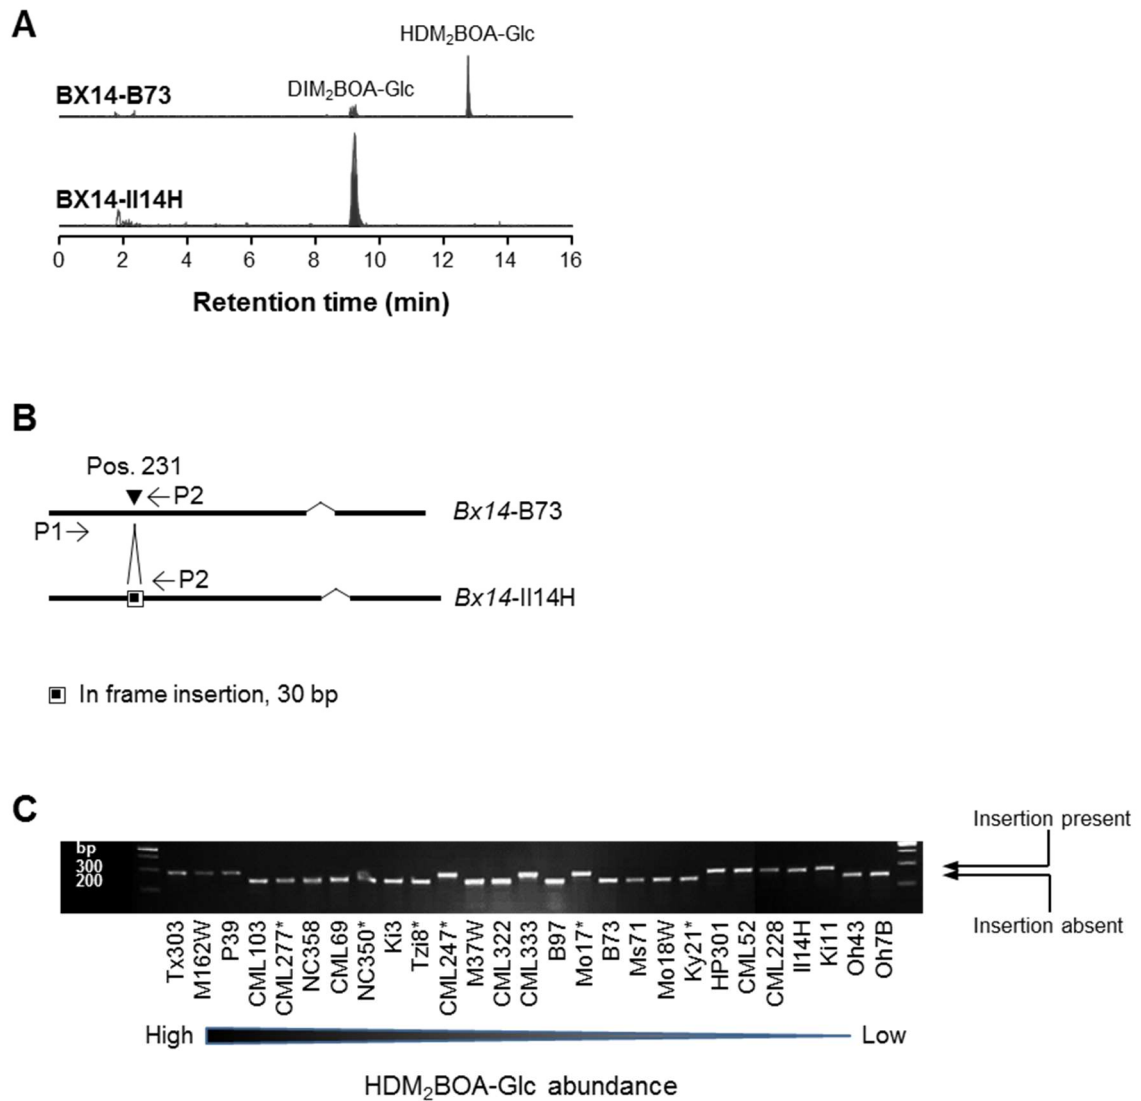 A
HDM₂BOA-Glc
DIM₂BOA-Glc
BX14-B73
BX14-Il14H
0 2 4 6 8 10 12 14 16
Retention time (min)
B
Pos. 231
P2
Bx14-B73
P1
P2
Bx14-Il14H
In frame insertion, 30 bp
C
Insertion present
bp
300
200
Insertion absent
Tx303
M162W
P39
CML103
CML277*
NC358
CML69
NC350*
Ki3
Tzi8*
CML247*
M37W
CML322
CML333
B97
Mo17*
B73
Ms71
Mo18W
Ky21*
HP301
CML52
CML228
Il14H
Ki11
Oh43
Oh7B
High
Low
HDM₂BOA-Glc abundance